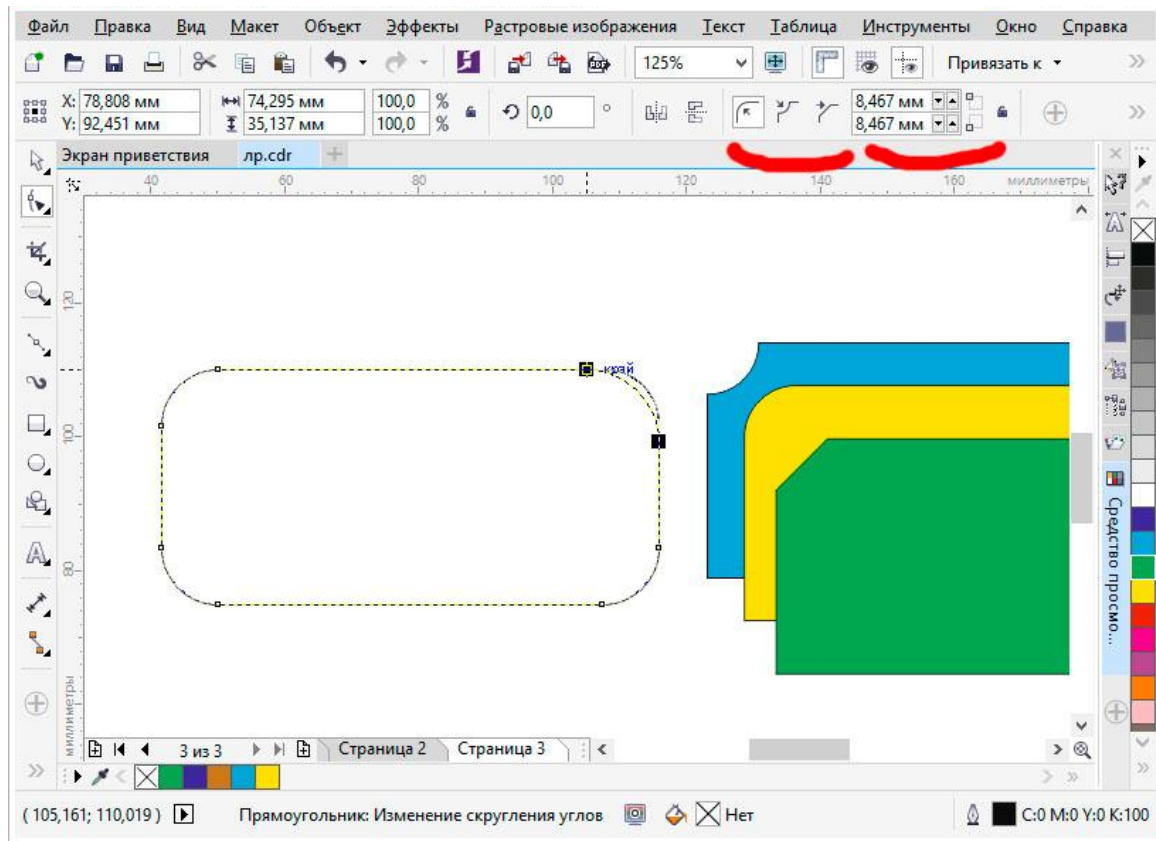 Файл Правка Вид Макет Объект Эффекты Растровые изображения Текст Таблица Инструменты Окно Справка
125% Привязать к
X: 78,808 мм 74,295 мм 100,0 % 0,0 ° 8,467 мм
Y: 92,451 мм 35,137 мм 100,0 % 8,467 мм
Экран приветствия лр.cdr
40 60 80 100 120 140 160 миллиметры
120
край
100
80
Средство просмо...
миллиметры
3 из 3 Страница 2 Страница 3
( 105,161; 110,019 ) Прямоугольник: Изменение скругления углов Нет C:0 M:0 Y:0 K:100